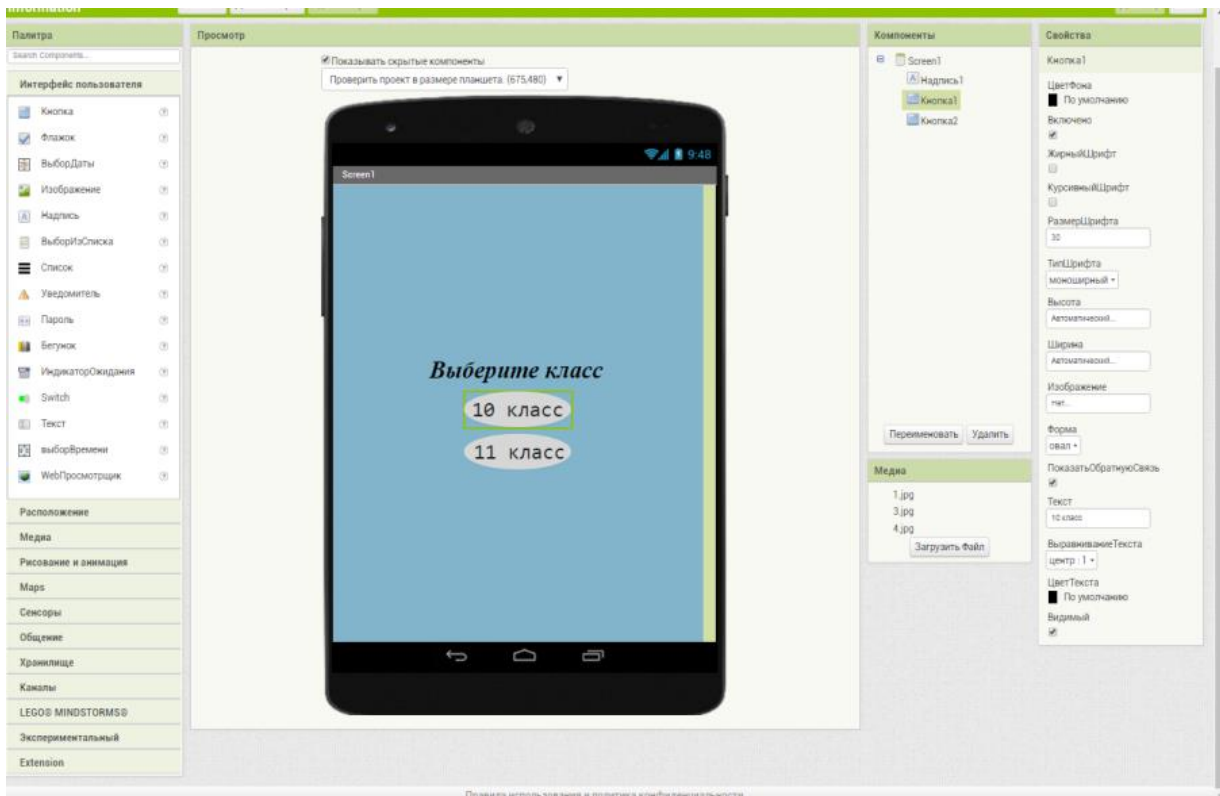 Information
Палитра
Search Components...
Интерфейс пользователя
Кнопка
Флажок
ВыборДаты
Изображение
Надпись
ВыборИзСписка
Список
Уведомитель
Пароль
Бегунок
ИндикаторОжидания
Switch
Текст
выборВремени
WebПросмотрщик
Расположение
Медиа
Рисование и анимация
Maps
Сенсоры
Общение
Хранилище
Каналы
LEGO® MINDSTORMS®
Экспериментальный
Extension
Просмотр
Показывать скрытые компоненты
Проверить проект в размере планшета. (675,480)
9:48
Screen1
Выберите класс
10 класс
11 класс
Компоненты
Screen1
Надпись1
Кнопка1
Кнопка2
Переименовать Удалить
Медиа
1.jpg
3.jpg
4.jpg
Загрузить Файл
Свойства
Кнопка1
ЦветФона
По умолчанию
Включено
ЖирныйШрифт
КурсивныйШрифт
РазмерШрифта
30
ТипШрифта
моноширный
Высота
Автоматический...
Ширина
Автоматический...
Изображение
Нет...
Форма
овал
ПоказатьОбратнуюСвязь
Текст
10 класс
ВыравниваниеТекста
центр : 1
ЦветТекста
По умолчанию
Видимый
Правила использования и политика конфиденциальности